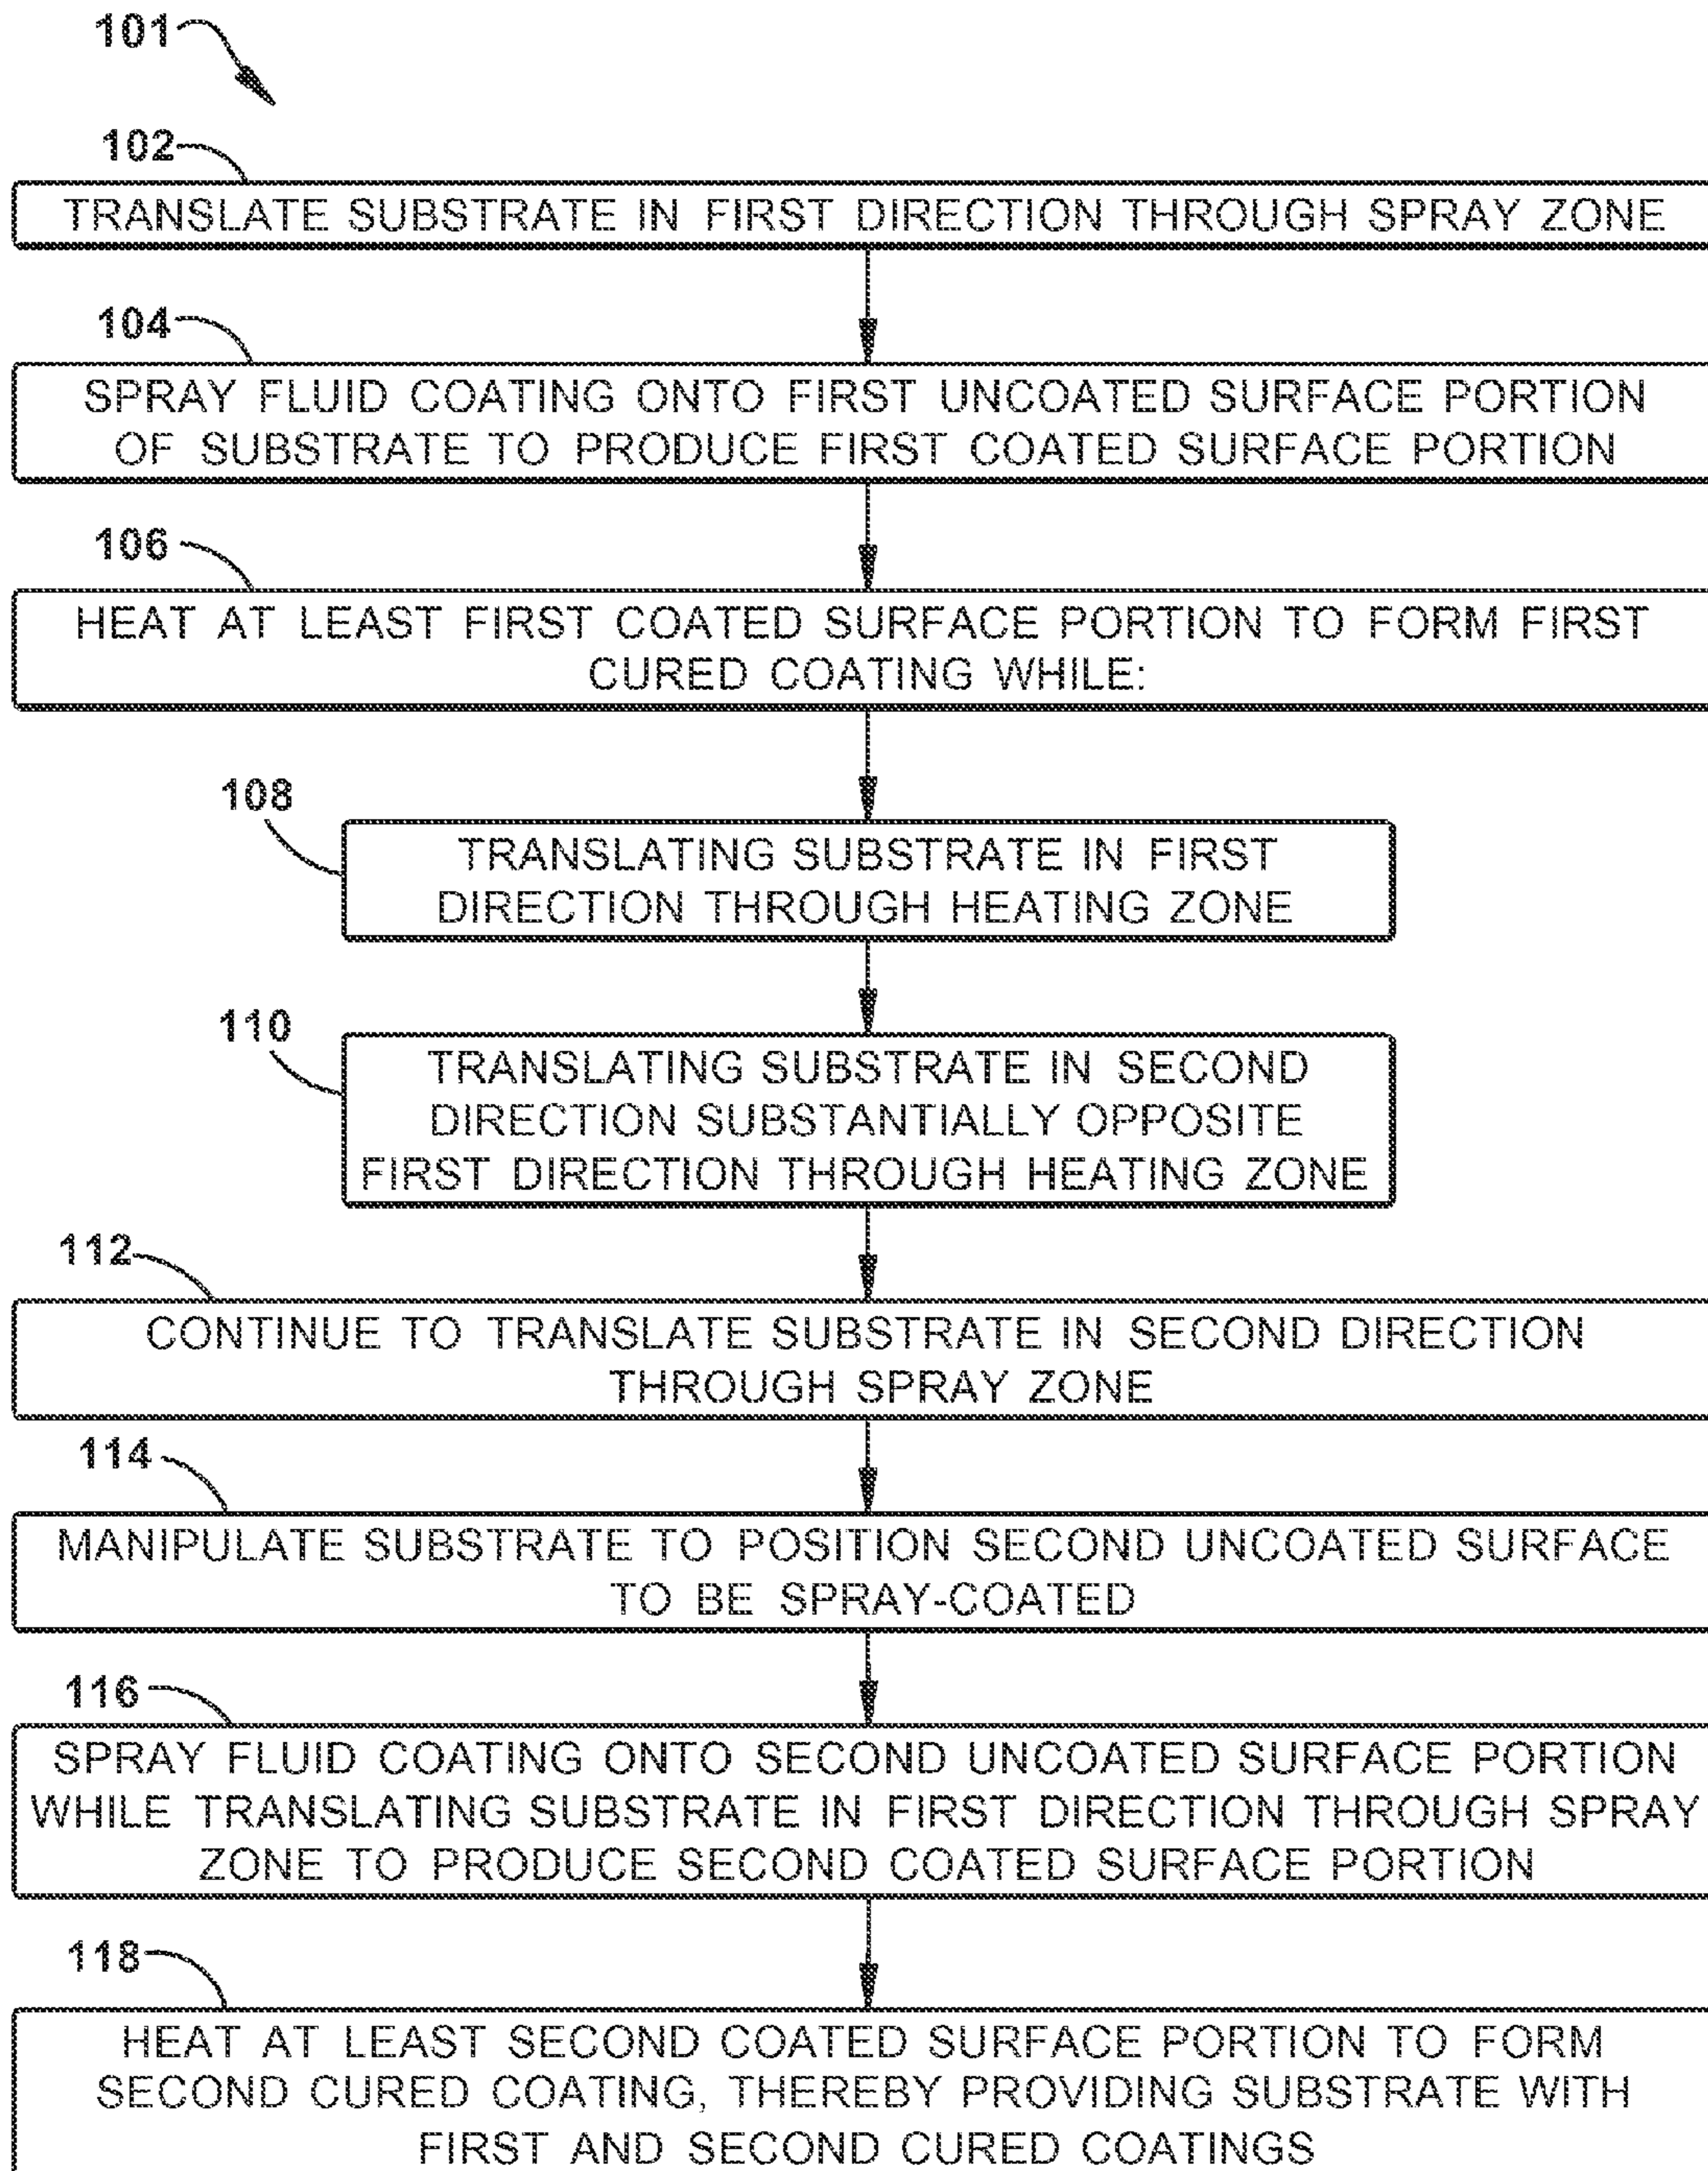 101
102
TRANSLATE SUBSTRATE IN FIRST DIRECTION THROUGH SPRAY ZONE
104
SPRAY FLUID COATING ONTO FIRST UNCOATED SURFACE PORTION
OF SUBSTRATE TO PRODUCE FIRST COATED SURFACE PORTION
106
HEAT AT LEAST FIRST COATED SURFACE PORTION TO FORM FIRST
CURED COATING WHILE:
108
TRANSLATING SUBSTRATE IN FIRST
DIRECTION THROUGH HEATING ZONE
110
TRANSLATING SUBSTRATE IN SECOND
DIRECTION SUBSTANTIALLY OPPOSITE
FIRST DIRECTION THROUGH HEATING ZONE
112
CONTINUE TO TRANSLATE SUBSTRATE IN SECOND DIRECTION
THROUGH SPRAY ZONE
114
MANIPULATE SUBSTRATE TO POSITION SECOND UNCOATED SURFACE
TO BE SPRAY-COATED
116
SPRAY FLUID COATING ONTO SECOND UNCOATED SURFACE PORTION
WHILE TRANSLATING SUBSTRATE IN FIRST DIRECTION THROUGH SPRAY
ZONE TO PRODUCE SECOND COATED SURFACE PORTION
118
HEAT AT LEAST SECOND COATED SURFACE PORTION TO FORM
SECOND CURED COATING, THEREBY PROVIDING SUBSTRATE WITH
FIRST AND SECOND CURED COATINGS